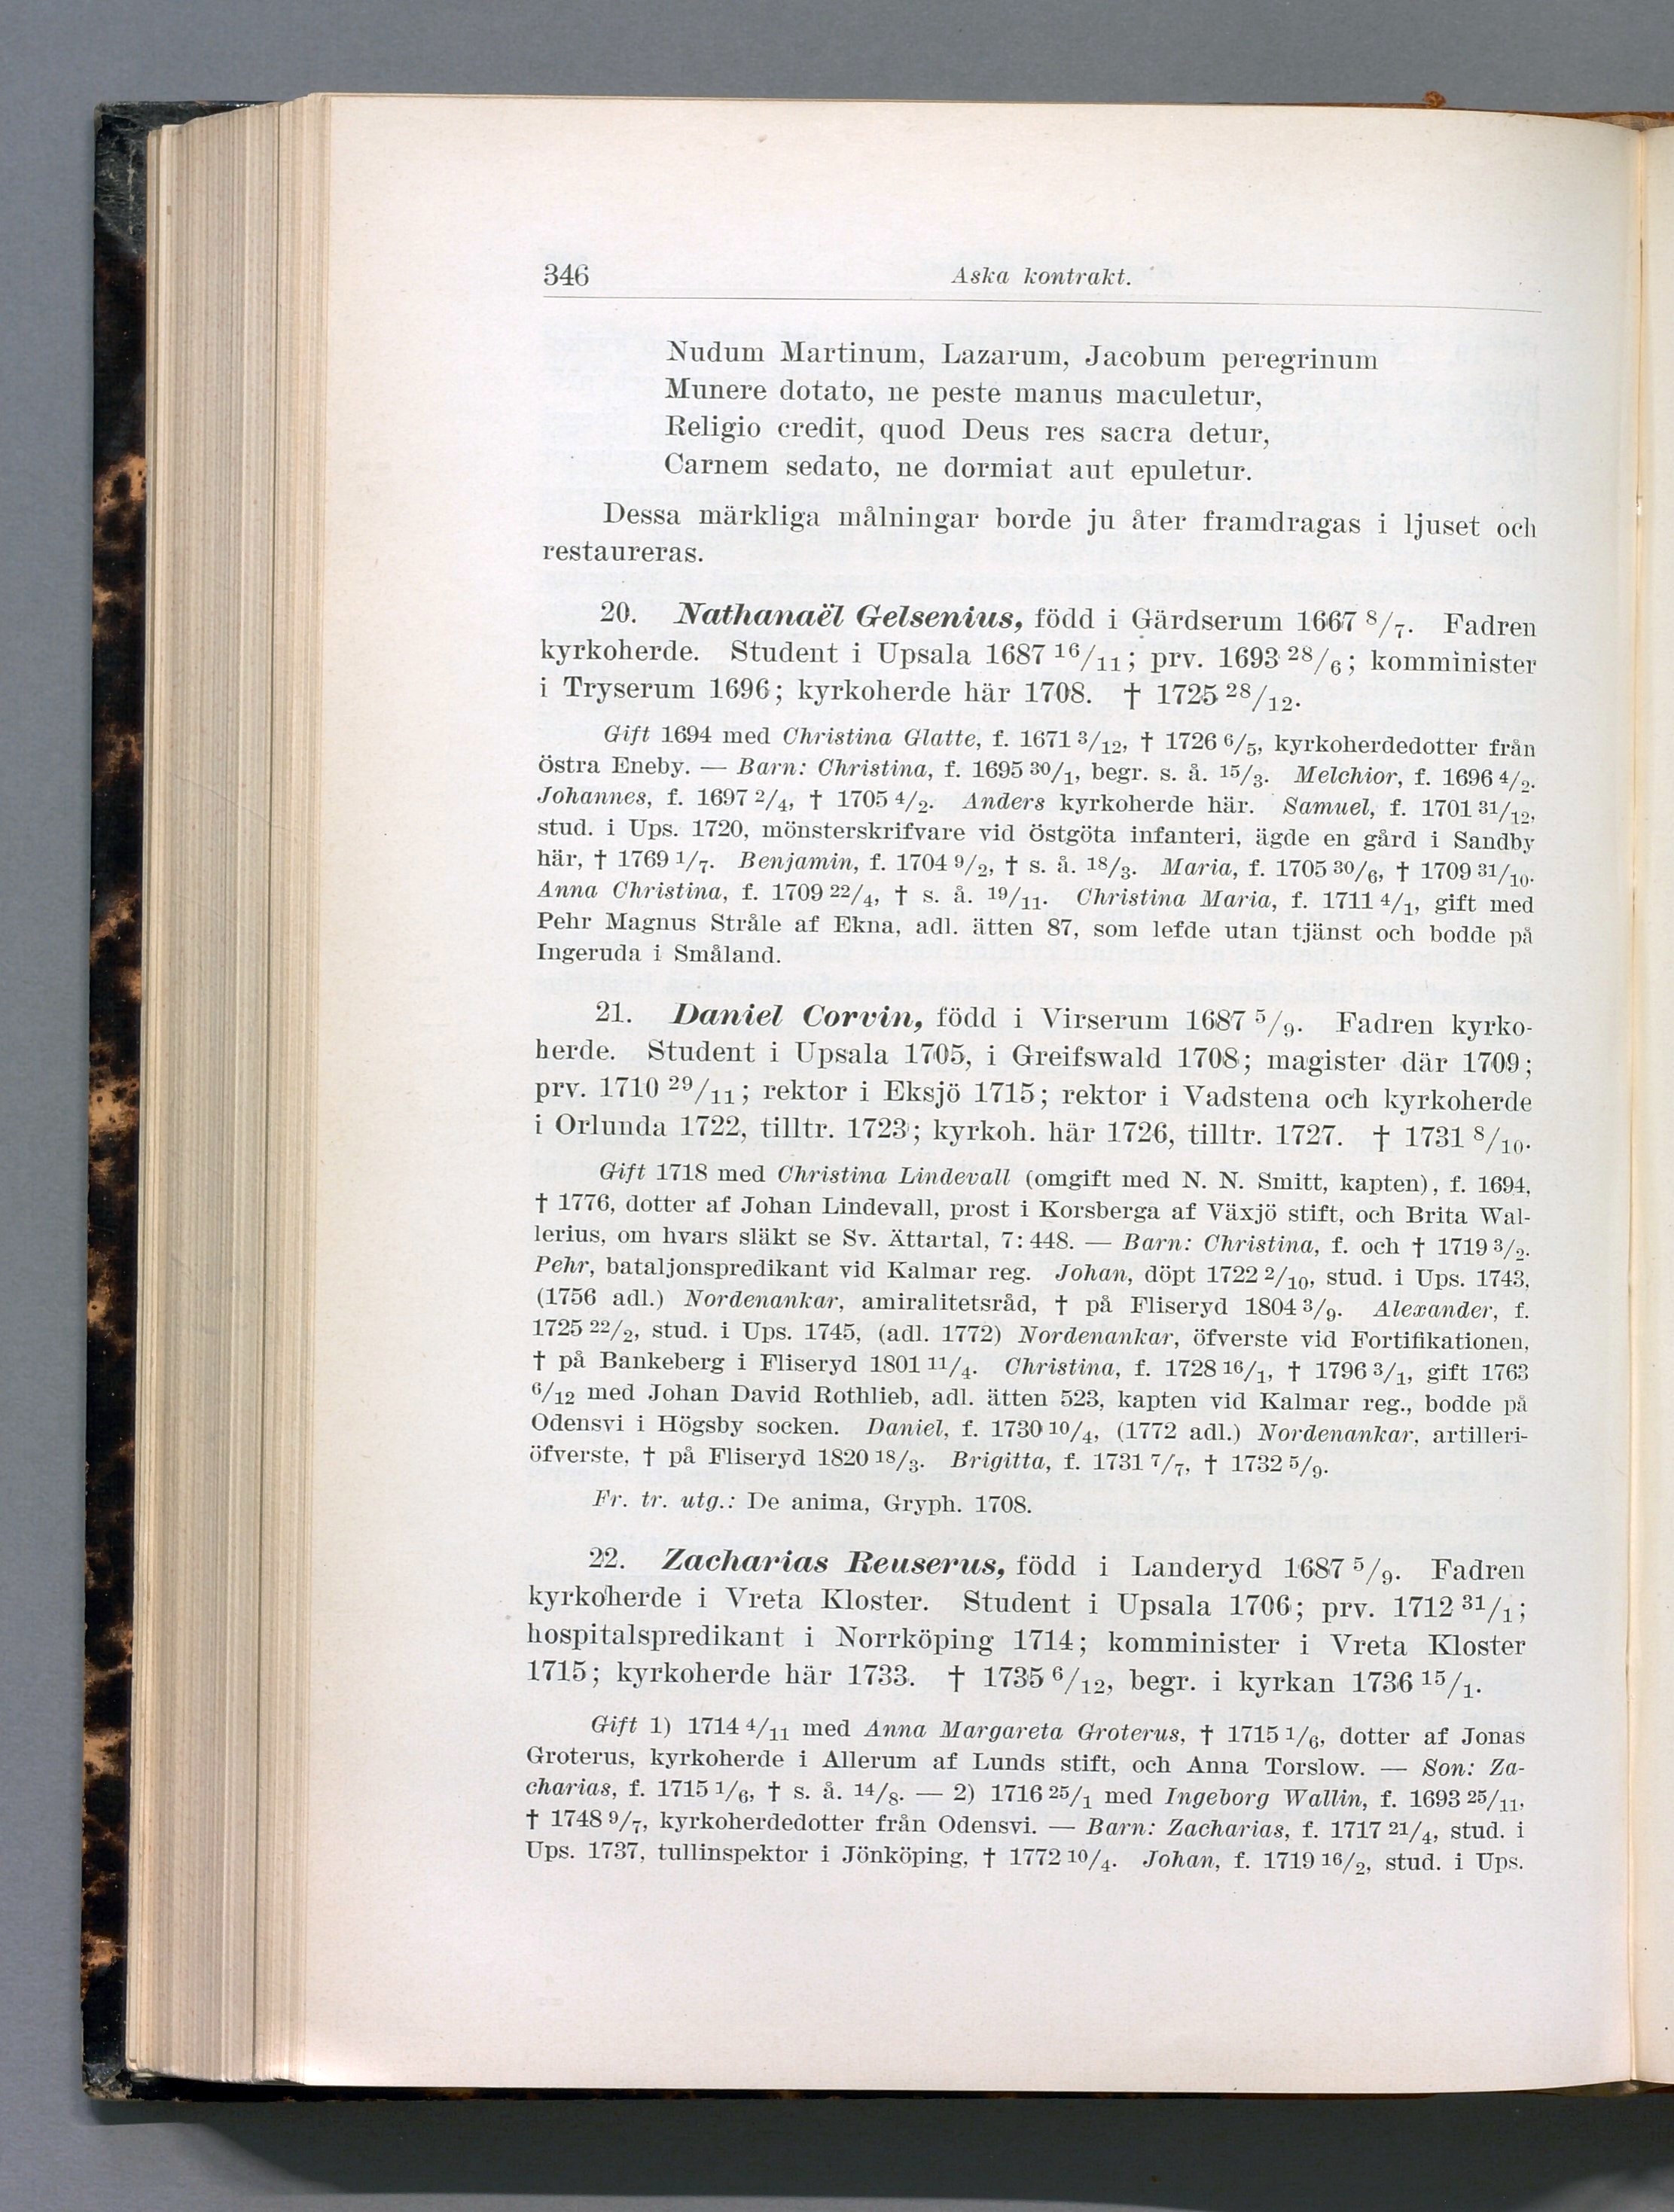 346 Aska kontrakt.
Nudum Martinum, Lazarum, Jacobum peregrinum
Munere dotato, ne peste manus maculetur,
Religio credit, quod Deus res sacra detur,
Carnem sedato, ne dormiat aut epuletur.
Dessa märkliga målningar borde ju åter framdragas i ljuset och
restaureras.
20. Nathanaël Gelsenius, född i Gärdserum 1667 8/7. Fadren
kyrkoherde. Student i Upsala 1687 16/11; prv. 1693 28/6; komminister
i Tryserum 1696; kyrkoherde här 1708. † 1725 28/12.
Gift 1694 med Christina Glatte, f. 1671 3/12, † 1726 6/5, kyrkoherdedotter från
Östra Eneby. — Barn: Christina, f. 1695 30/1, begr. s. å. 15/3. Melchior, f. 1696 4/2.
Johannes, f. 1697 2/4, † 1705 4/2. Anders kyrkoherde här. Samuel, f. 1701 31/12,
stud. i Ups. 1720, mönsterskrifvare vid Östgöta infanteri, ägde en gård i Sandby
här, † 1769 1/7. Benjamin, f. 1704 9/2, † s. å. 18/3. Maria, f. 1705 30/6, † 1709 31/10.
Anna Christina, f. 1709 22/4, † s. å. 19/11. Christina Maria, f. 1711 4/1, gift med
Pehr Magnus Stråle af Ekna, adl. ätten 87, som lefde utan tjänst och bodde på
Ingeruda i Småland.
21. Daniel Corvin, född i Virserum 1687 5/9. Fadren kyrko-
herde. Student i Upsala 1705, i Greifswald 1708; magister där 1709;
prv. 1710 29/11; rektor i Eksjö 1715; rektor i Vadstena och kyrkoherde
i Orlunda 1722, tilltr. 1723; kyrkoh. här 1726, tilltr. 1727. † 1731 8/10.
Gift 1718 med Christina Lindevall (omgift med N. N. Smitt, kapten), f. 1694,
† 1776, dotter af Johan Lindevall, prost i Korsberga af Växjö stift, och Brita Wal-
lerius, om hvars släkt se Sv. Ättartal, 7: 448. — Barn: Christina, f. och † 1719 3/2.
Pehr, bataljonspredikant vid Kalmar reg. Johan, döpt 1722 2/10, stud. i Ups. 1743,
(1756 adl.) Nordenankar, amiralitetsråd, † på Fliseryd 1804 3/9. Alexander, f.
1725 22/2, stud. i Ups. 1745, (adl. 1772) Nordenankar, öfverste vid Fortifikationen,
† på Bankeberg i Fliseryd 1801 11/4. Christina, f. 1728 16/1, † 1796 3/1, gift 1763
6/12 med Johan David Rothlieb, adl. ätten 523, kapten vid Kalmar reg., bodde på
Odensvi i Högsby socken. Daniel, f. 1730 10/4, (1772 adl.) Nordenankar, artilleri-
öfverste, † på Fliseryd 1820 18/3. Brigitta, f. 1731 7/7, † 1732 5/9.
Fr. tr. utg.: De anima, Gryph. 1708.
22. Zacharias Reuserus, född i Landeryd 1687 5/9. Fadren
kyrkoherde i Vreta Kloster. Student i Upsala 1706; prv. 1712 31/1;
hospitalspredikant i Norrköping 1714; komminister i Vreta Kloster
1715; kyrkoherde här 1733. † 1735 6/12, begr. i kyrkan 1736 15/1.
Gift 1) 1714 4/11 med Anna Margareta Groterus, † 1715 1/6, dotter af Jonas
Groterus, kyrkoherde i Allerum af Lunds stift, och Anna Torslow. — Son: Za-
charias, f. 1715 1/6, † s. å. 14/8. — 2) 1716 25/1 med Ingeborg Wallin, f. 1693 25/11,
† 1748 9/7, kyrkoherdedotter från Odensvi. — Barn: Zacharias, f. 1717 21/4, stud. i
Ups. 1737, tullinspektor i Jönköping, † 1772 10/4. Johan, f. 1719 16/2, stud. i Ups.